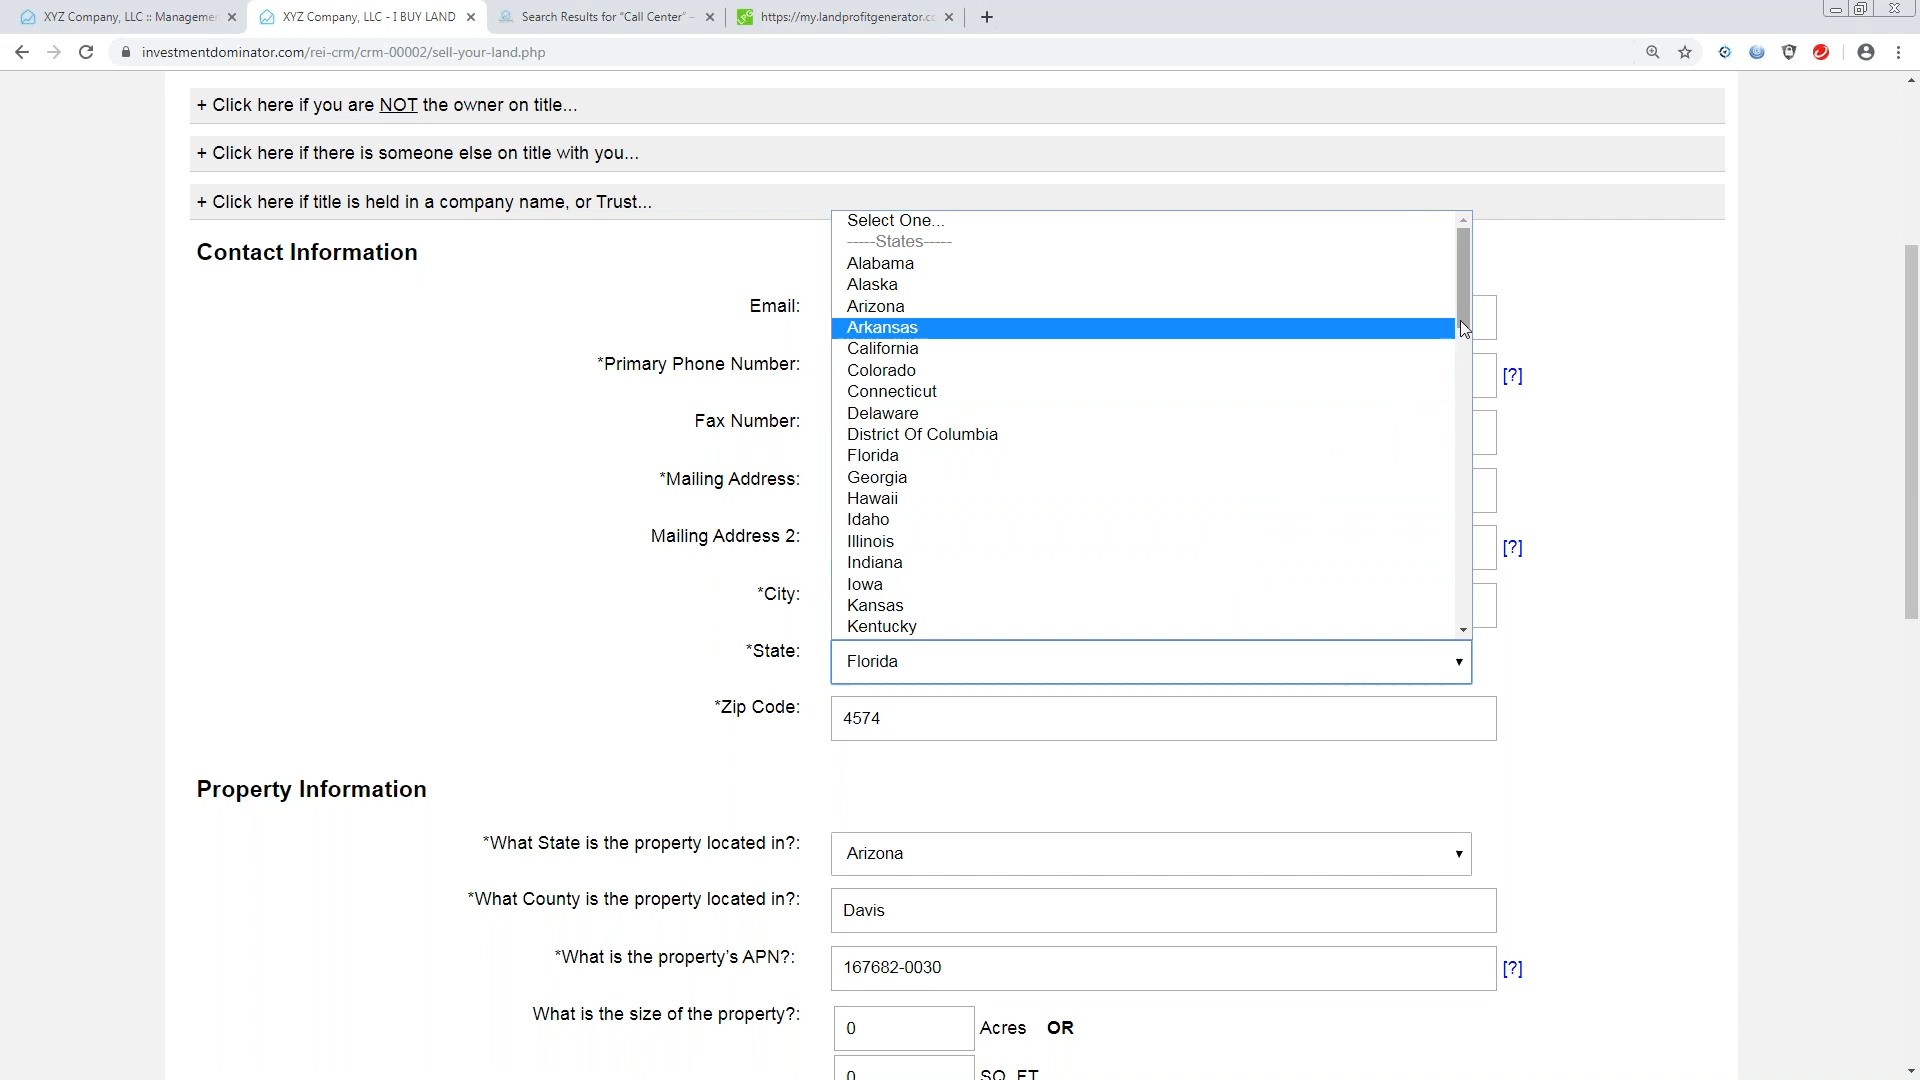 XYZ Company, LLC :: Managemen
XYZ Company, LLC - I BUY LAND
Search Results for “Call Center” –
https://my.landprofitgenerator.co
investmentdominator.com/rei-crm/crm-00002/sell-your-land.php
+ Click here if you are NOT the owner on title...
+ Click here if there is someone else on title with you...
+ Click here if title is held in a company name, or Trust...
Contact Information
Select One...
-----States-----
Alabama
Alaska
Arizona
Arkansas
California
Colorado
Connecticut
Delaware
District Of Columbia
Florida
Georgia
Hawaii
Idaho
Illinois
Indiana
Iowa
Kansas
Kentucky
Email:
*Primary Phone Number: [?]
Fax Number:
*Mailing Address:
Mailing Address 2: [?]
*City:
*State: Florida
*Zip Code: 4574
Property Information
*What State is the property located in?: Arizona
*What County is the property located in?: Davis
*What is the property's APN?: 167682-0030 [?]
What is the size of the property?: 0 Acres OR
0 SQ. FT.